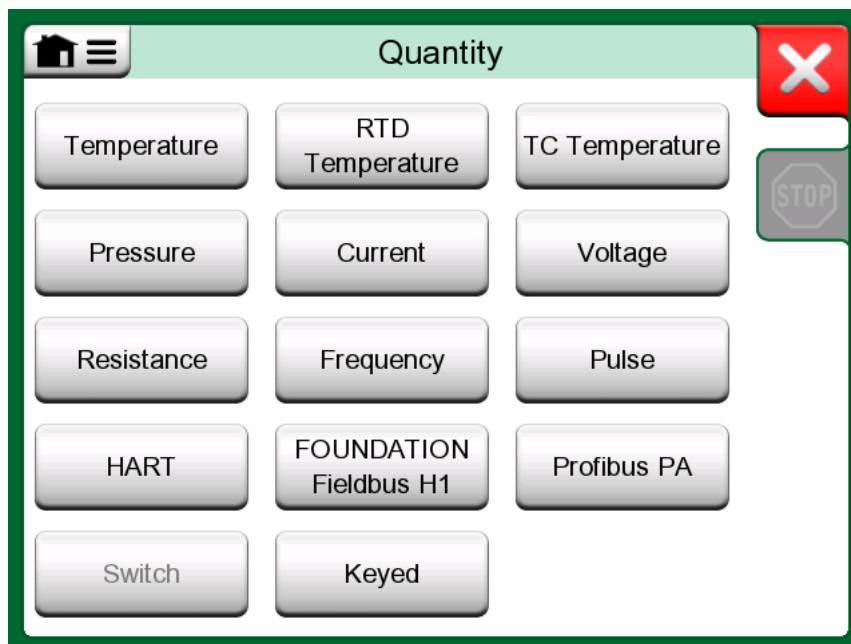 Quantity
Temperature
RTD
Temperature
TC Temperature
STOP
Pressure
Current
Voltage
Resistance
Frequency
Pulse
HART
FOUNDATION
Fieldbus H1
Profibus PA
Switch
Keyed